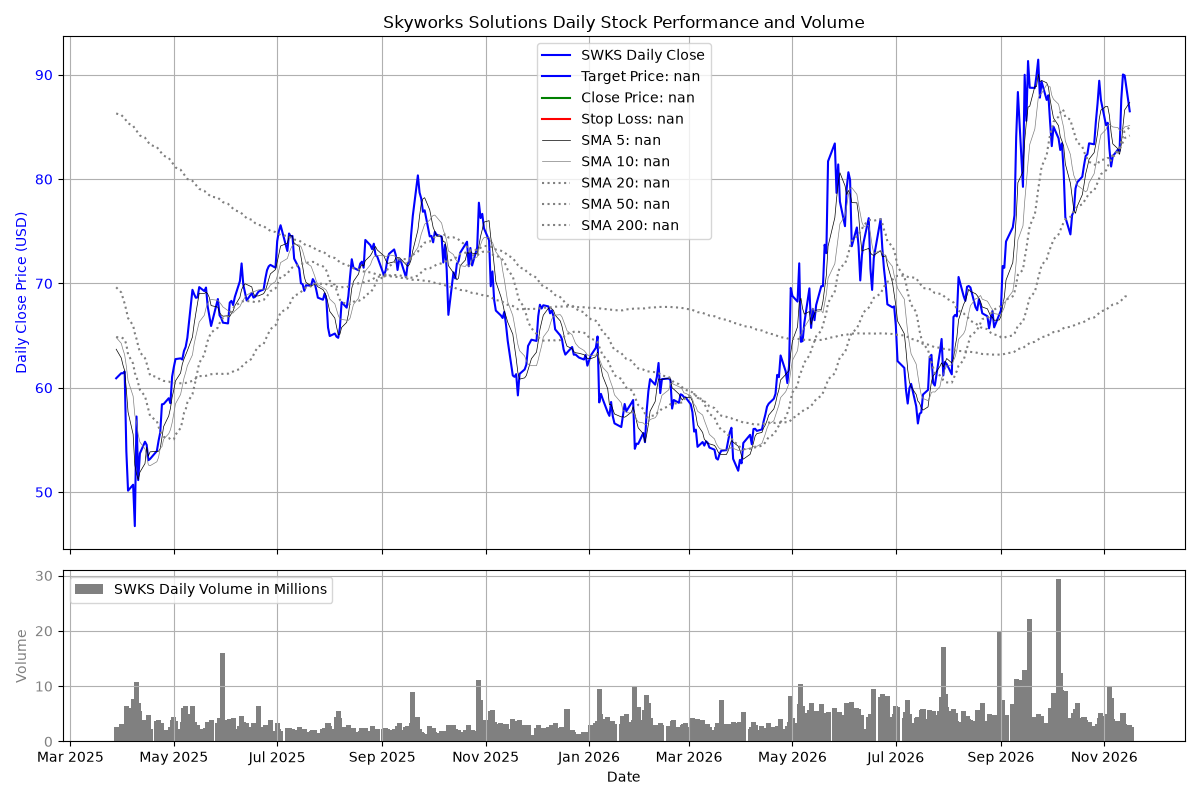 Skyworks Solutions Daily Stock Performance and Volume
SWKS Daily Close
Target Price: nan
Close Price: nan
Stop Loss: nan
SMA 5: nan
SMA 10: nan
SMA 20: nan
SMA 50: nan
SMA 200: nan
Daily Close Price (USD)
90
80
70
60
50
SWKS Daily Volume in Millions
Volume
30
20
10
0
Mar 2025 May 2025 Jul 2025 Sep 2025 Nov 2025 Jan 2026 Mar 2026 May 2026 Jul 2026 Sep 2026 Nov 2026
Date